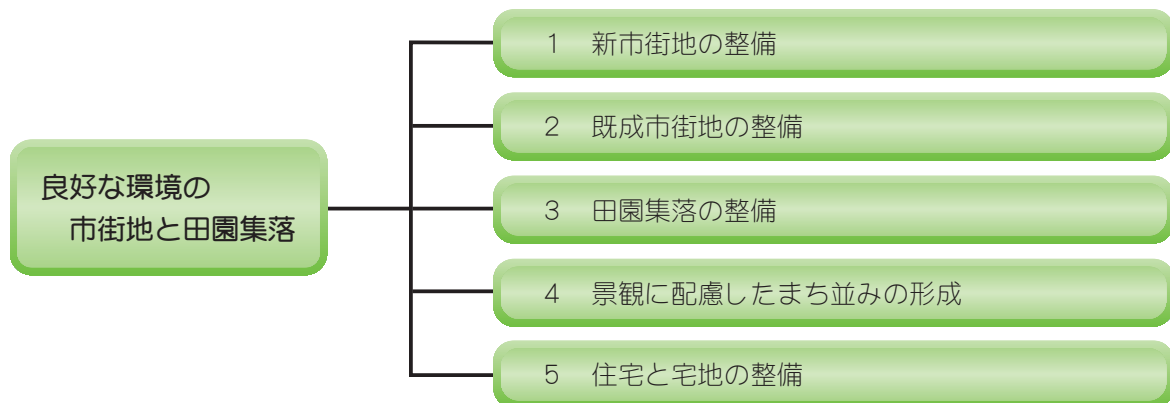 良好な環境の
市街地と田園集落
1 新市街地の整備
2 既成市街地の整備
3 田園集落の整備
4 景観に配慮したまち並みの形成
5 住宅と宅地の整備